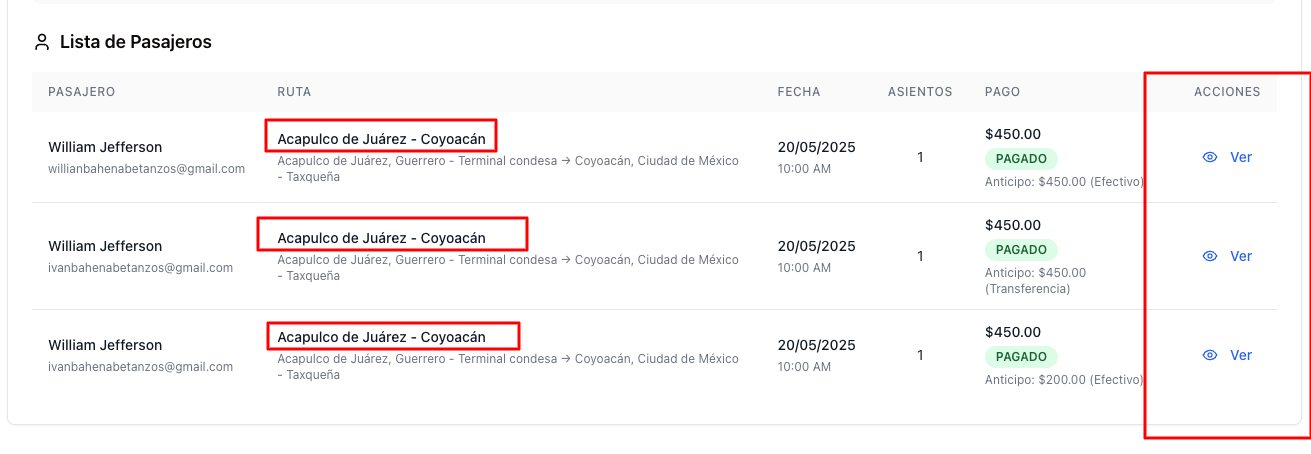 Lista de Pasajeros
PASAJERO RUTA FECHA ASIENTOS PAGO ACCIONES
William Jefferson
willianbahenabetanzos@gmail.com
Acapulco de Juárez - Coyoacán
Acapulco de Juárez, Guerrero - Terminal condesa → Coyoacán, Ciudad de México
- Taxqueña
20/05/2025
10:00 AM
1
$450.00
PAGADO
Anticipo: $450.00 (Efectivo)
Ver
William Jefferson
ivanbahenabetanzos@gmail.com
Acapulco de Juárez - Coyoacán
Acapulco de Juárez, Guerrero - Terminal condesa → Coyoacán, Ciudad de México
- Taxqueña
20/05/2025
10:00 AM
1
$450.00
PAGADO
Anticipo: $450.00
(Transferencia)
Ver
William Jefferson
ivanbahenabetanzos@gmail.com
Acapulco de Juárez - Coyoacán
Acapulco de Juárez, Guerrero - Terminal condesa → Coyoacán, Ciudad de México
- Taxqueña
20/05/2025
10:00 AM
1
$450.00
PAGADO
Anticipo: $200.00 (Efectivo)
Ver